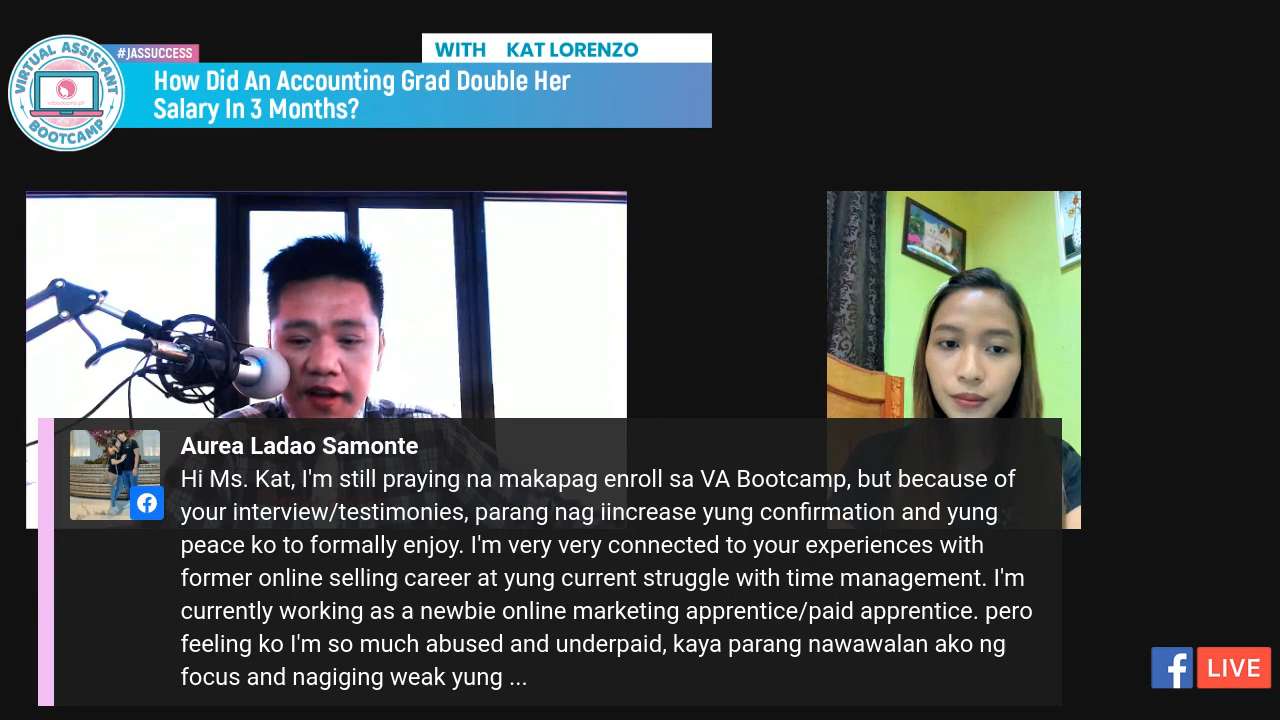 VIRTUAL ASSISTANT
BOOTCAMP
#JASSUCCESS
WITH KAT LORENZO
How Did An Accounting Grad Double Her
Salary In 3 Months?
Aurea Ladao Samonte
Hi Ms. Kat, I'm still praying na makapag enroll sa VA Bootcamp, but because of
your interview/testimonies, parang nag iincrease yung confirmation and yung
peace ko to formally enjoy. I'm very very connected to your experiences with
former online selling career at yung current struggle with time management. I'm
currently working as a newbie online marketing apprentice/paid apprentice. pero
feeling ko I'm so much abused and underpaid, kaya parang nawawalan ako ng
focus and nagiging weak yung ...
f LIVE